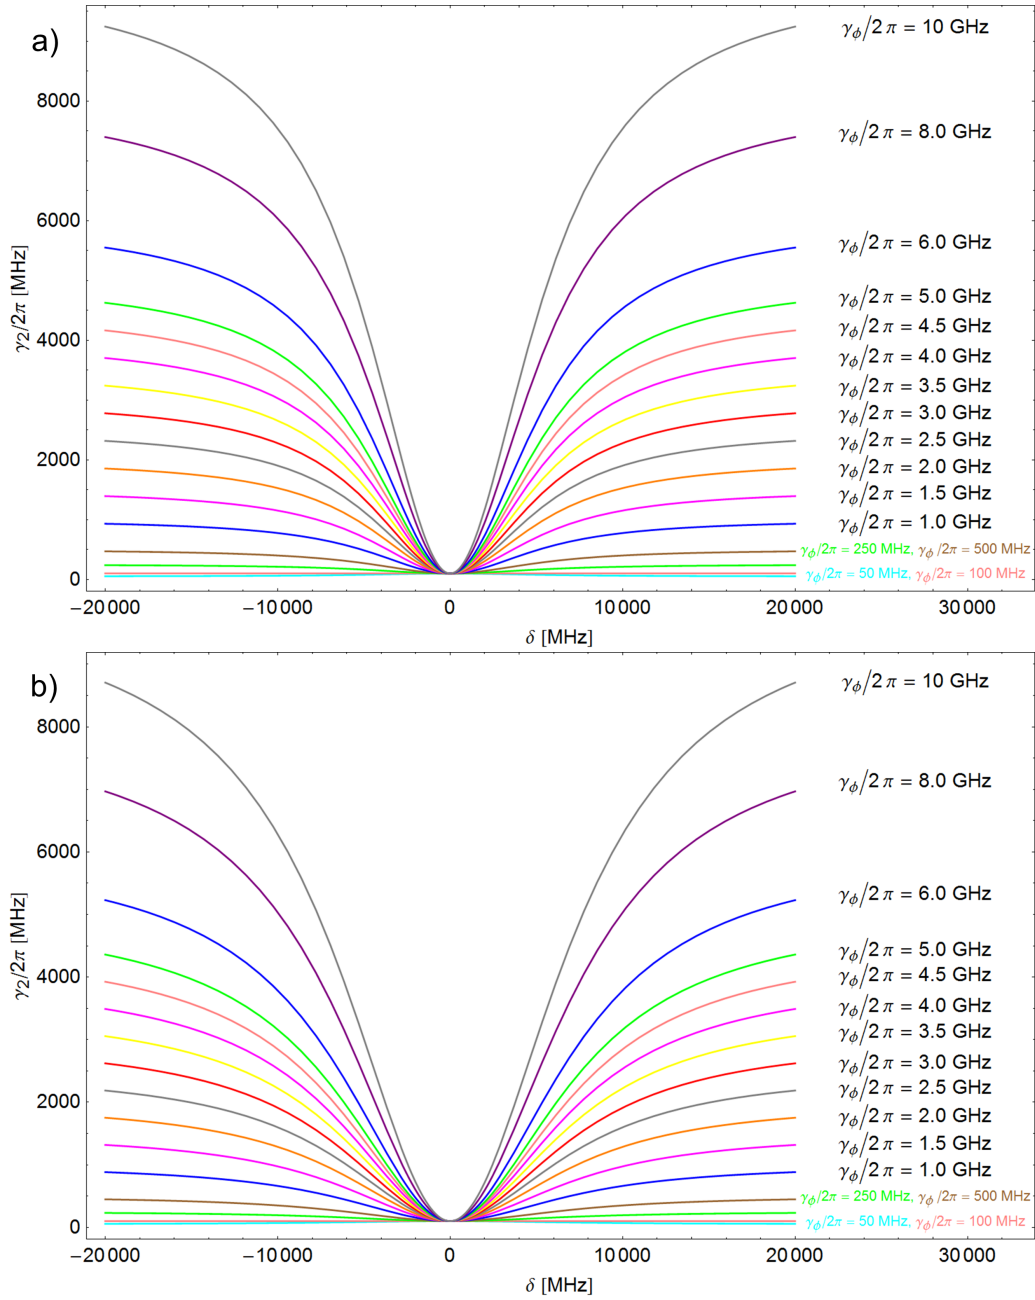 a)
γϕ/2π = 10 GHz
8000
γϕ/2π = 8.0 GHz
6000
γϕ/2π = 6.0 GHz
γ2/2π [MHz]
γϕ/2π = 5.0 GHz
4000
γϕ/2π = 4.5 GHz
γϕ/2π = 4.0 GHz
γϕ/2π = 3.5 GHz
γϕ/2π = 3.0 GHz
2000
γϕ/2π = 2.5 GHz
γϕ/2π = 2.0 GHz
γϕ/2π = 1.5 GHz
γϕ/2π = 1.0 GHz
γϕ/2π = 250 MHz, γϕ/2π = 500 MHz
0
γϕ/2π = 50 MHz, γϕ/2π = 100 MHz
−20000 −10000 0 10000 20000 30000
δ [MHz]
b)
γϕ/2π = 10 GHz
8000
γϕ/2π = 8.0 GHz
6000
γϕ/2π = 6.0 GHz
γ2/2π [MHz]
γϕ/2π = 5.0 GHz
4000
γϕ/2π = 4.5 GHz
γϕ/2π = 4.0 GHz
γϕ/2π = 3.5 GHz
γϕ/2π = 3.0 GHz
2000
γϕ/2π = 2.5 GHz
γϕ/2π = 2.0 GHz
γϕ/2π = 1.5 GHz
γϕ/2π = 1.0 GHz
γϕ/2π = 250 MHz, γϕ/2π = 500 MHz
0
γϕ/2π = 50 MHz, γϕ/2π = 100 MHz
−20000 −10000 0 10000 20000 30000
δ [MHz]